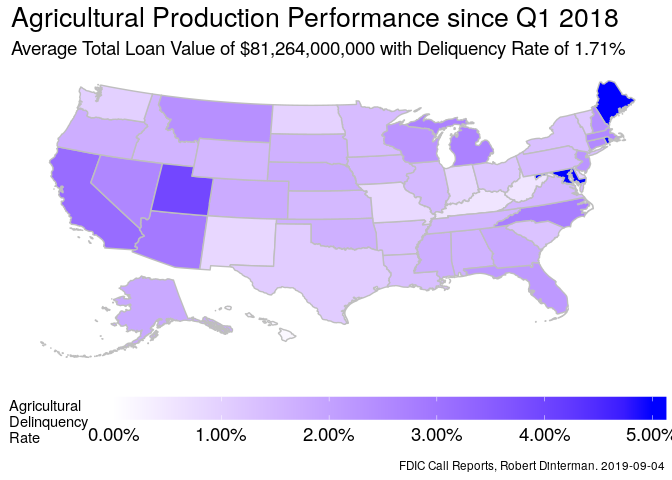 Agricultural Production Performance since Q1 2018
Average Total Loan Value of $81,264,000,000 with Deliquency Rate of 1.71%
Agricultural
Delinquency
Rate
0.00% 1.00% 2.00% 3.00% 4.00% 5.00%
FDIC Call Reports, Robert Dinterman. 2019-09-04